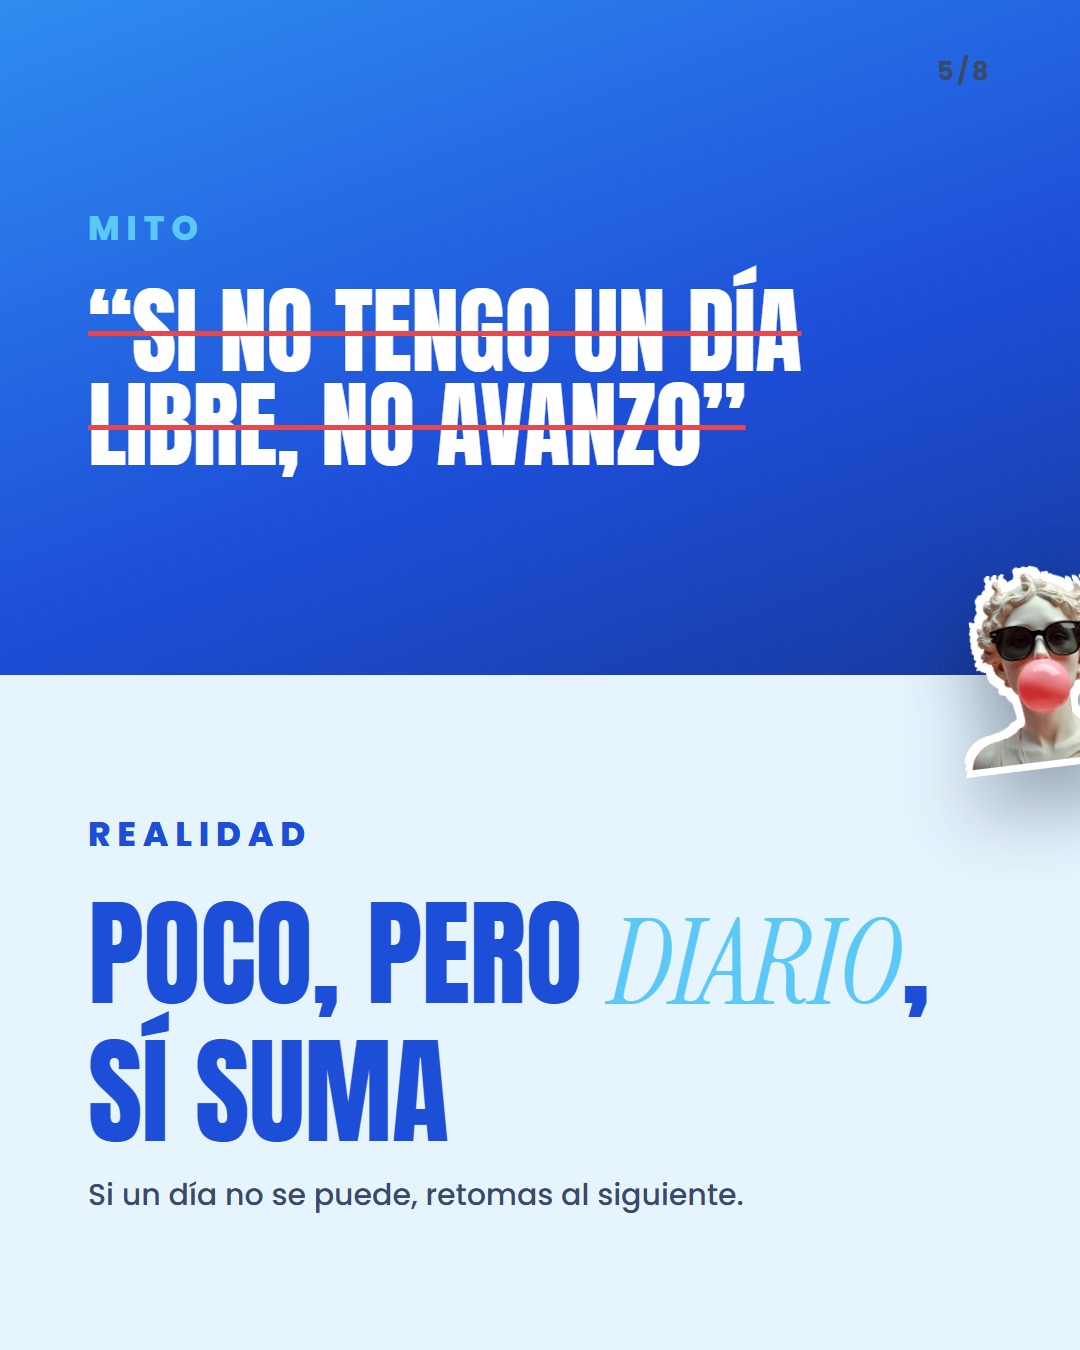 5/8
MITO
“SI NO TENGO UN DÍA
LIBRE, NO AVANZO”
REALIDAD
POCO, PERO DIARIO,
SÍ SUMA
Si un día no se puede, retomas al siguiente.